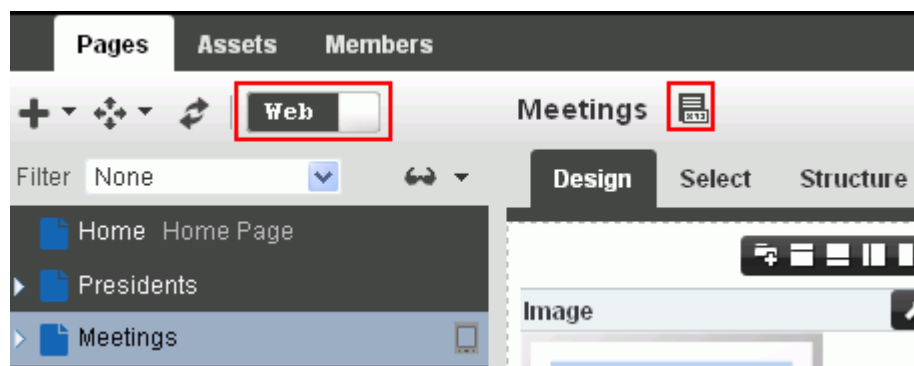 Pages Assets Members
Web Meetings
Filter None
Design Select Structure
Home Home Page
Presidents
Image
Meetings